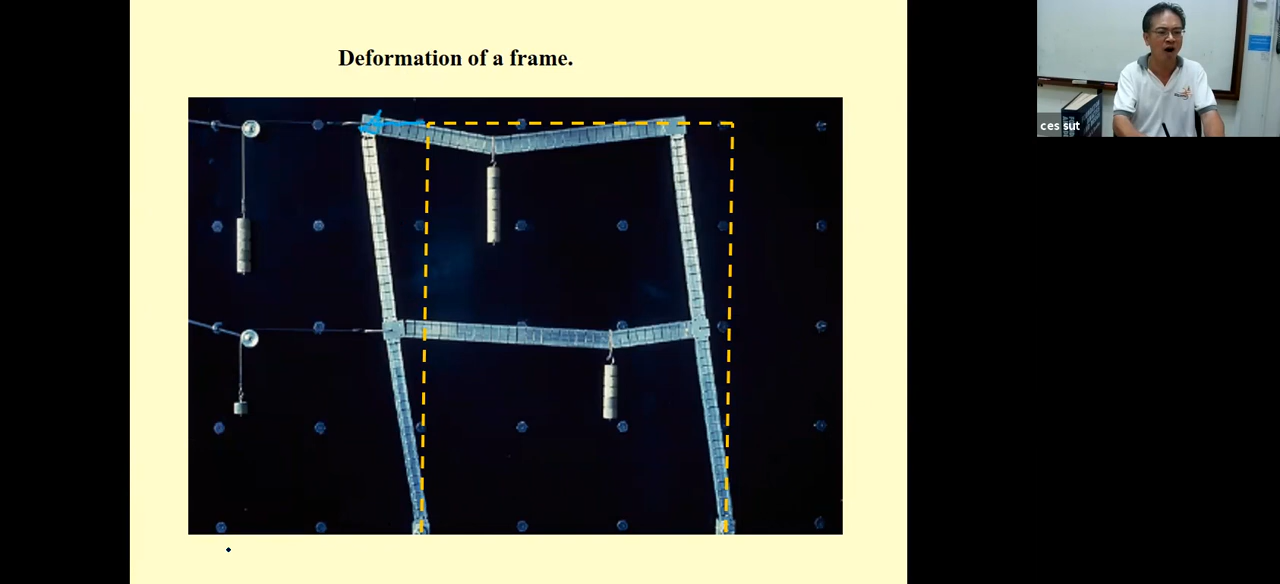 Deformation of a frame.
ces sut